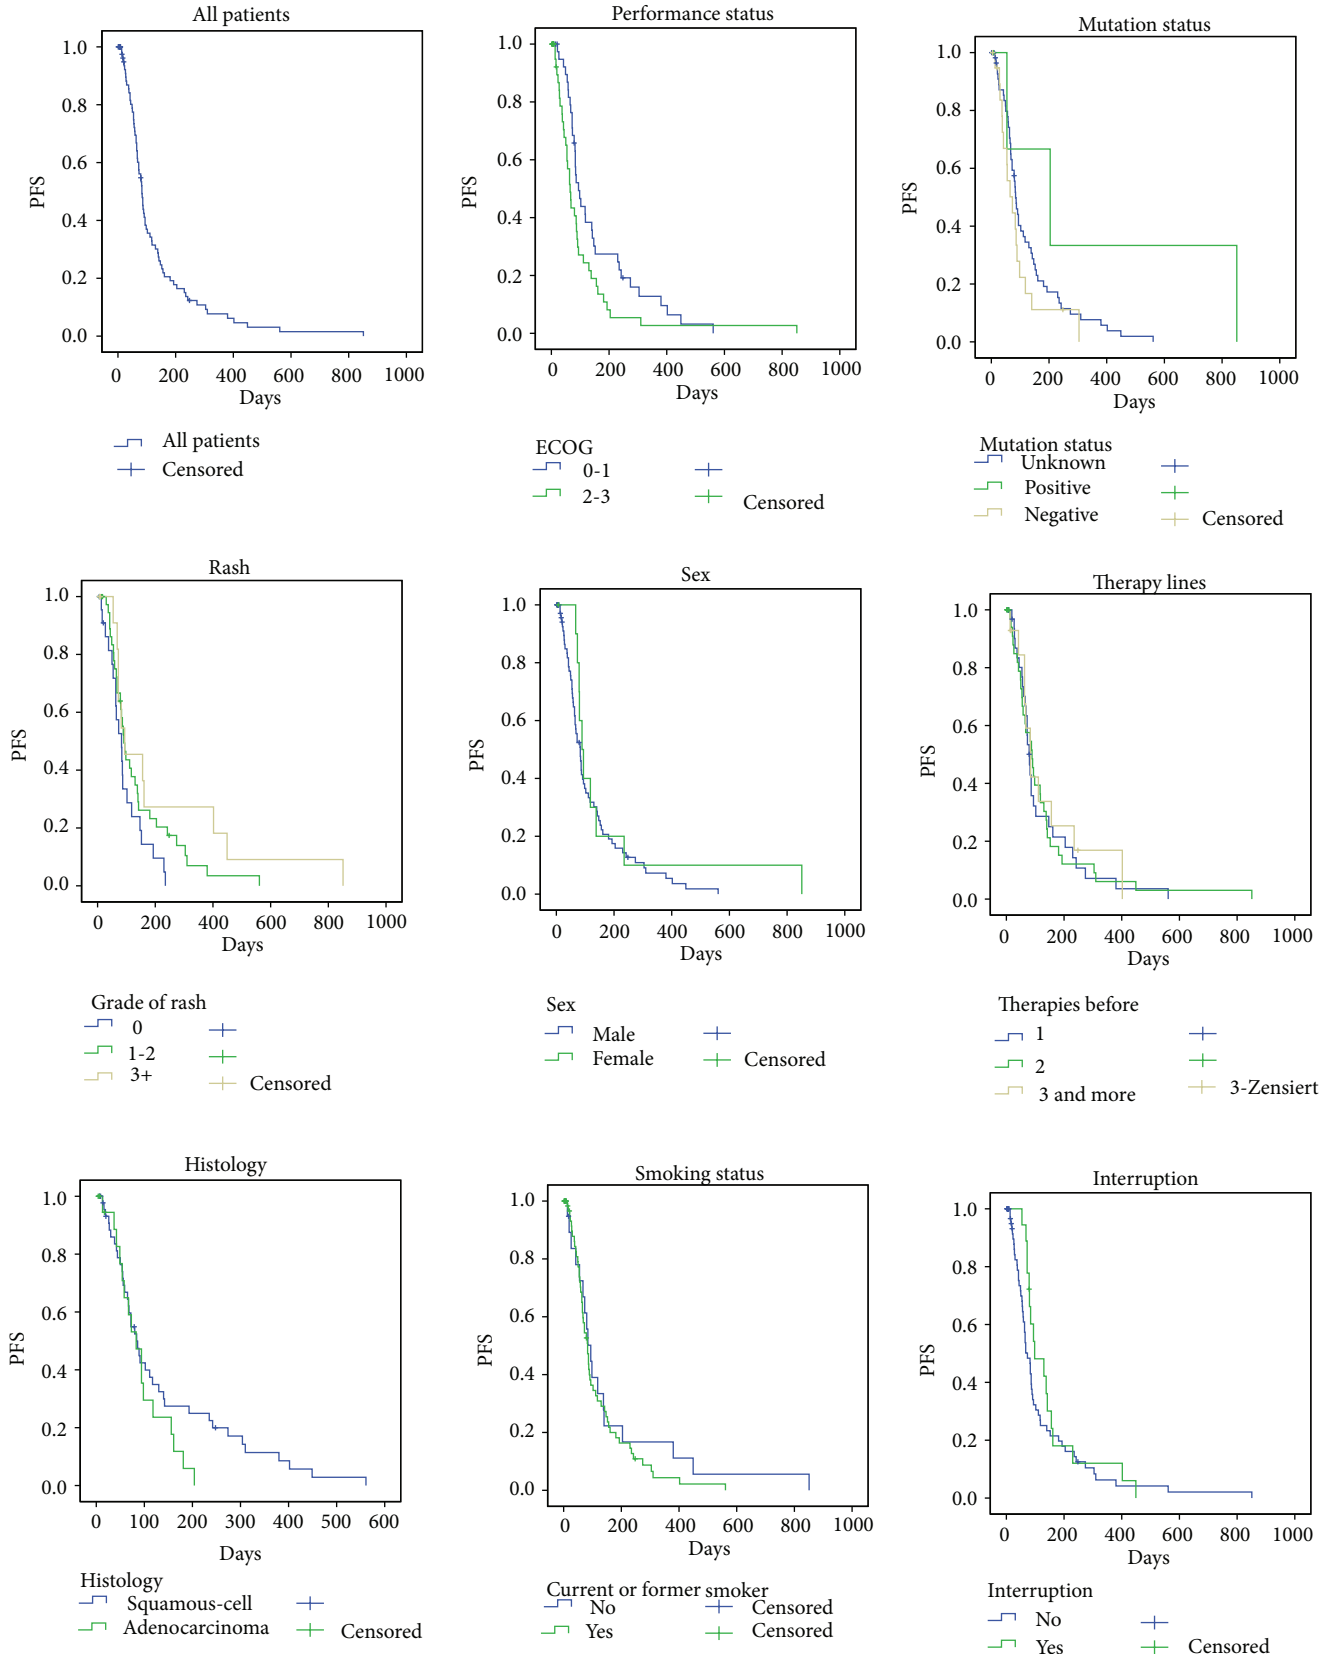 All patients
1.0
0.8
0.6
0.4
0.2
0.0
PFS
0 200 400 600 800 1000
Days
All patients
Censored
Performance status
1.0
0.8
0.6
0.4
0.2
0.0
PFS
0 200 400 600 800 1000
Days
ECOG
0-1
2-3
Censored
Mutation status
1.0
0.8
0.6
0.4
0.2
0.0
PFS
0 200 400 600 800 1000
Days
Mutation status
Unknown
Positive
Negative
Censored
Rash
1.0
0.8
0.6
0.4
0.2
0.0
PFS
0 200 400 600 800 1000
Days
Grade of rash
0
1-2
3+
Censored
Sex
1.0
0.8
0.6
0.4
0.2
0.0
PFS
0 200 400 600 800 1000
Days
Sex
Male
Female
Censored
Therapy lines
1.0
0.8
0.6
0.4
0.2
0.0
PFS
0 200 400 600 800 1000
Days
Therapies before
1
2
3 and more
3-Zensiert
Histology
1.0
0.8
0.6
0.4
0.2
0.0
PFS
0 100 200 300 400 500 600
Days
Histology
Squamous-cell
Adenocarcinoma
Censored
Smoking status
1.0
0.8
0.6
0.4
0.2
0.0
PFS
0 200 400 600 800 1000
Days
Current or former smoker
No
Censored
Yes
Censored
Interruption
1.0
0.8
0.6
0.4
0.2
0.0
PFS
0 200 400 600 800 1000
Days
Interruption
No
Yes
Censored